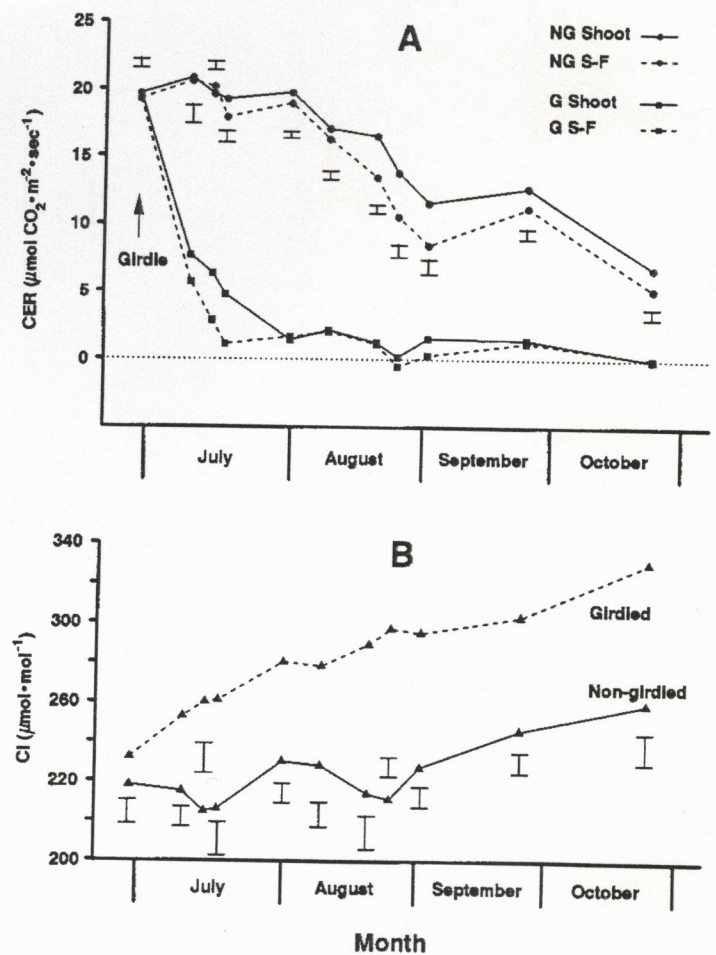 A
NG Shoot
NG S-F
G Shoot
G S-F
25
20
15
10
5
0
CER (μmol CO₂•m⁻²•sec⁻¹)
Girdle
July August September October
B
340
300
260
220
200
CI (μmol•mol⁻¹)
Girdled
Non-girdled
July August September October
Month